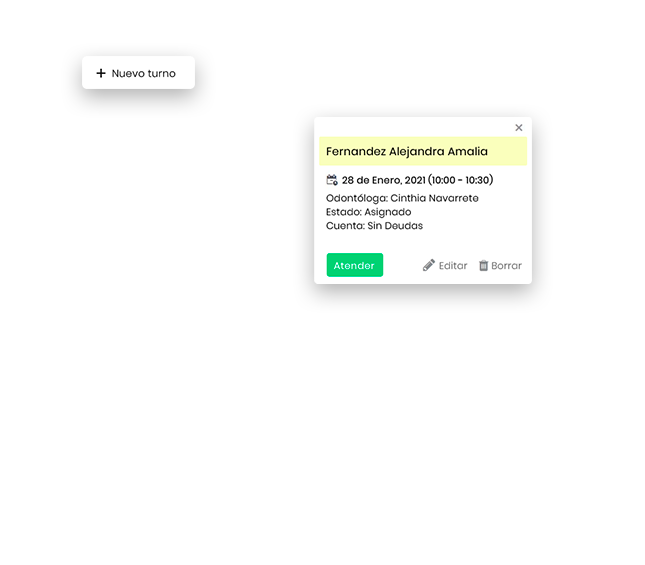 Nuevo turno
Fernandez Alejandra Amalia
28 de Enero, 2021 (10:00 - 10:30)
Odontóloga: Cinthia Navarrete
Estado: Asignado
Cuenta: Sin Deudas
Atender Editar Borrar